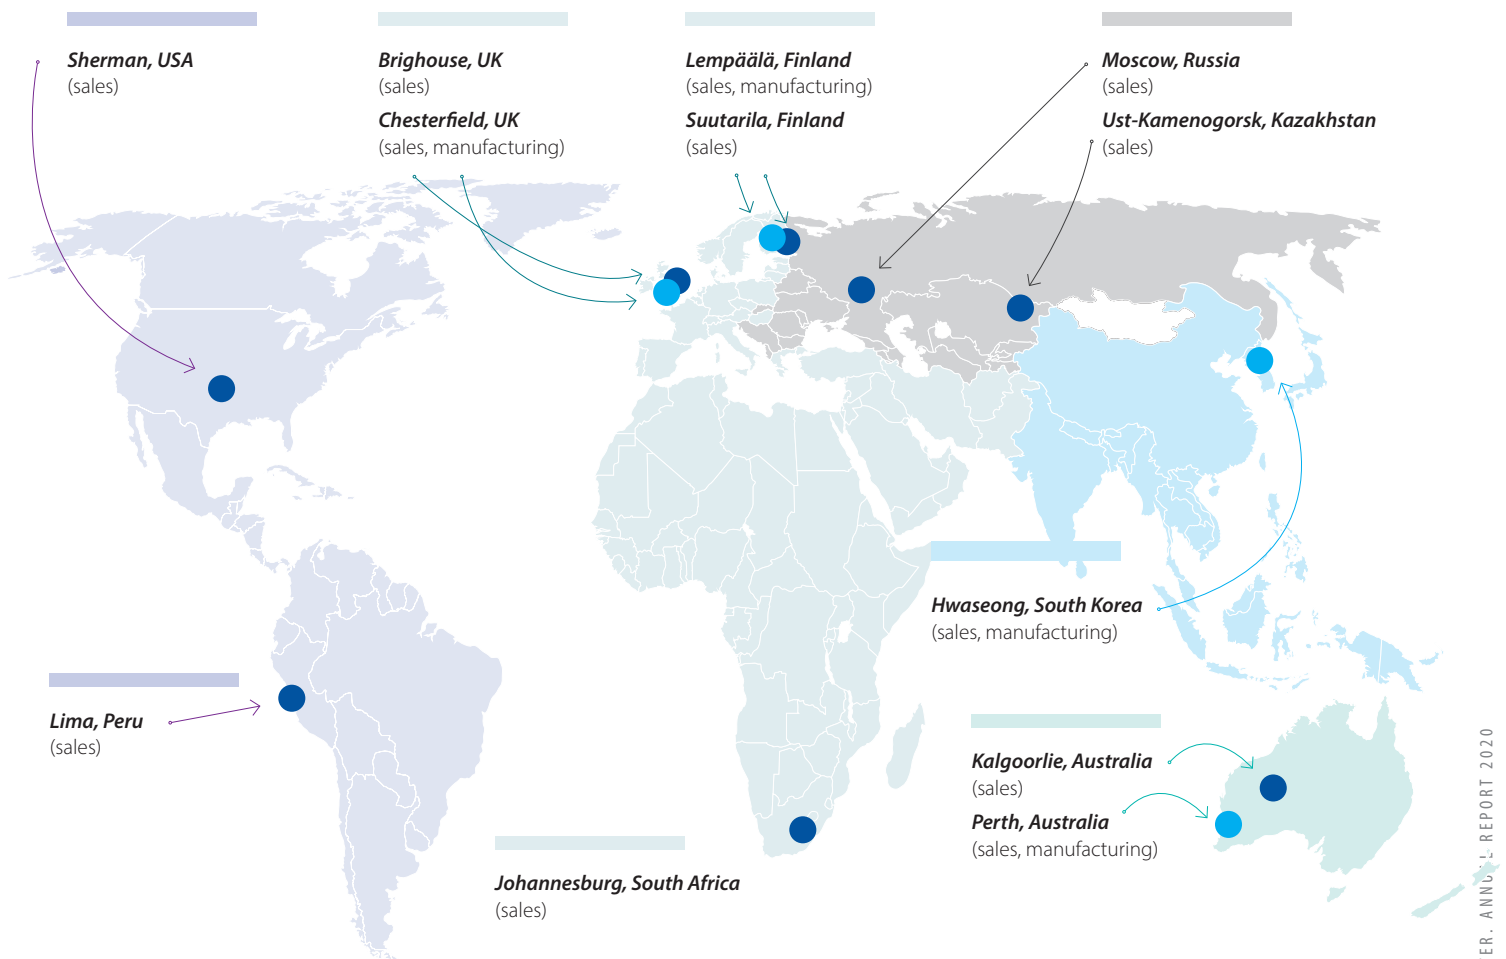 Sherman, USA
(sales)
Brighouse, UK
(sales)
Chesterfield, UK
(sales, manufacturing)
Lempäälä, Finland
(sales, manufacturing)
Suutarila, Finland
(sales)
Moscow, Russia
(sales)
Ust-Kamenogorsk, Kazakhstan
(sales)
Hwaseong, South Korea
(sales, manufacturing)
Lima, Peru
(sales)
Kalgoorlie, Australia
(sales)
Perth, Australia
(sales, manufacturing)
Johannesburg, South Africa
(sales)
ANNUAL REPORT 2020